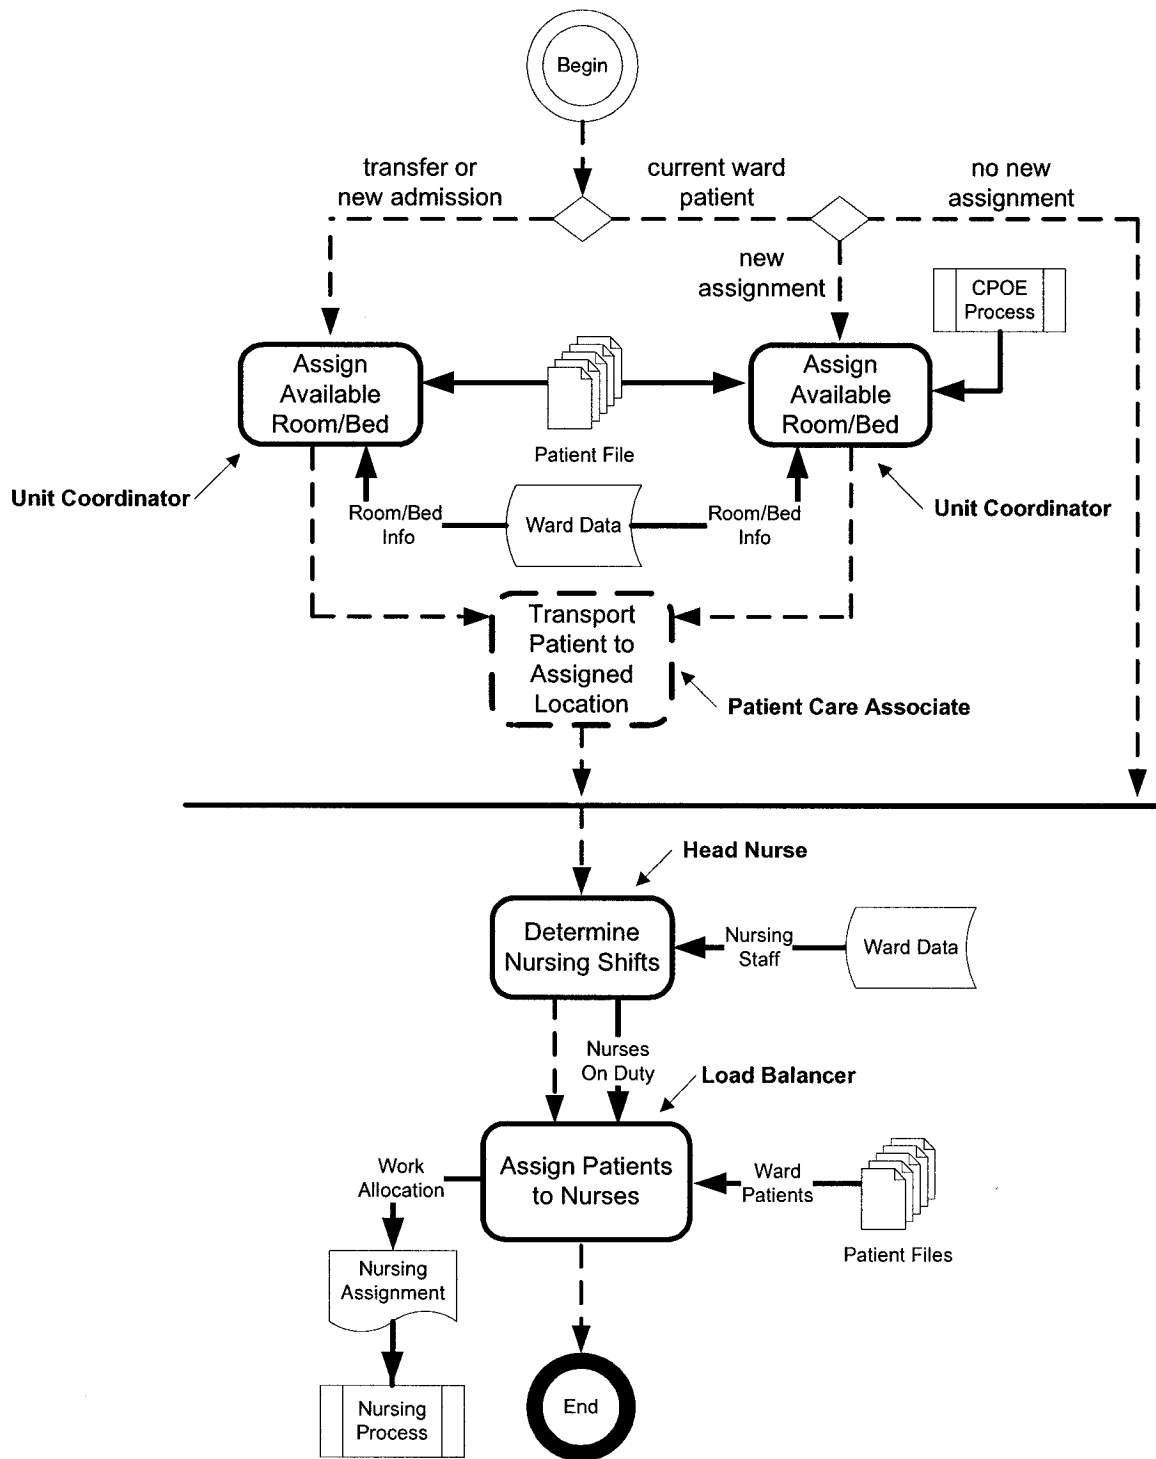 Begin
transfer or
new admission
current ward
patient
no new
assignment
new
assignment
CPOE
Process
Assign
Available
Room/Bed
Patient File
Assign
Available
Room/Bed
Unit Coordinator
Unit Coordinator
Room/Bed
Info
Ward Data
Room/Bed
Info
Transport
Patient to
Assigned
Location
Patient Care Associate
Head Nurse
Determine
Nursing Shifts
Nursing
Staff
Ward Data
Nurses
On Duty
Load Balancer
Work
Allocation
Assign Patients
to Nurses
Ward
Patients
Patient Files
Nursing
Assignment
Nursing
Process
End